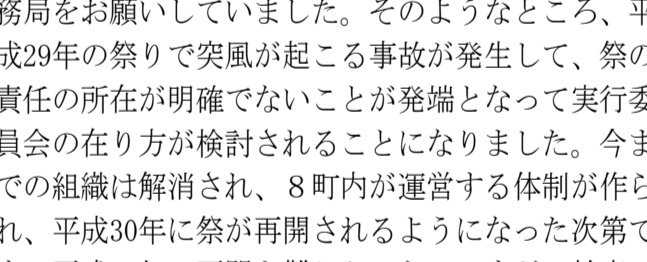 務局をお願いしていました。そのようなところ、平
成29年の祭りで突風が起こる事故が発生して、祭の
責任の所在が明確でないことが発端となって実行委
員会の在り方が検討されることになりました。今ま
での組織は解消され、８町内が運営する体制が作ら
れ、平成30年に祭が再開されるようになった次第で